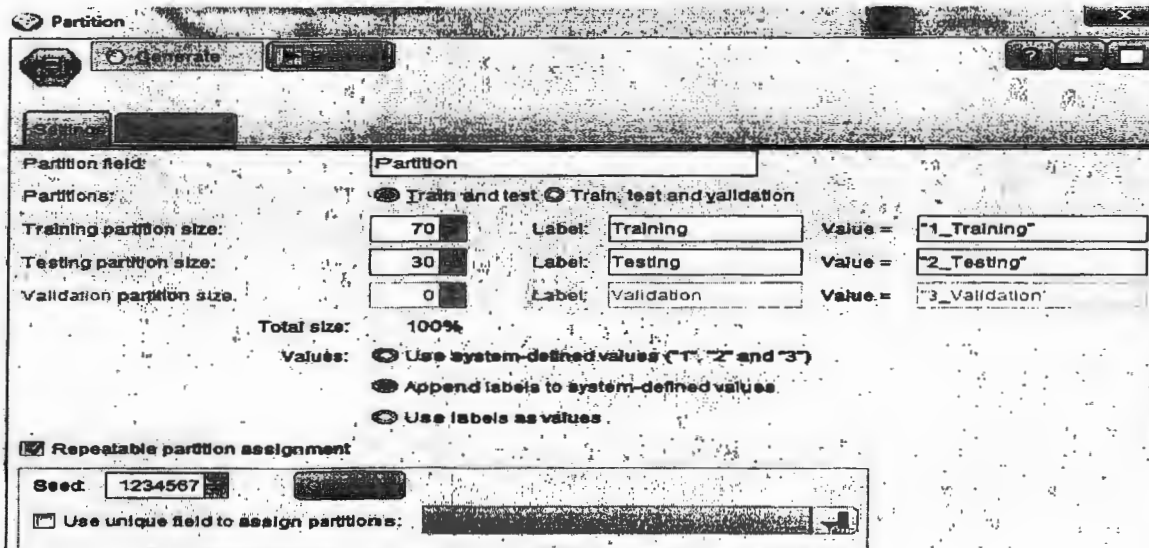 Partition
Generate
?
Settings
Partition field: Partition
Partitions: Train and test Train, test and validation
Training partition size: 70 Label: Training Value = "1_Training"
Testing partition size: 30 Label: Testing Value = "2_Testing"
Validation partition size. 0 Label: Validation Value = "3_Validation"
Total size: 100%
Values: Use system-defined values ("1", "2" and "3")
Append labels to system-defined values
Use labels as values
Repeatable partition assignment
Seed: 1234567
Use unique field to assign partitions: